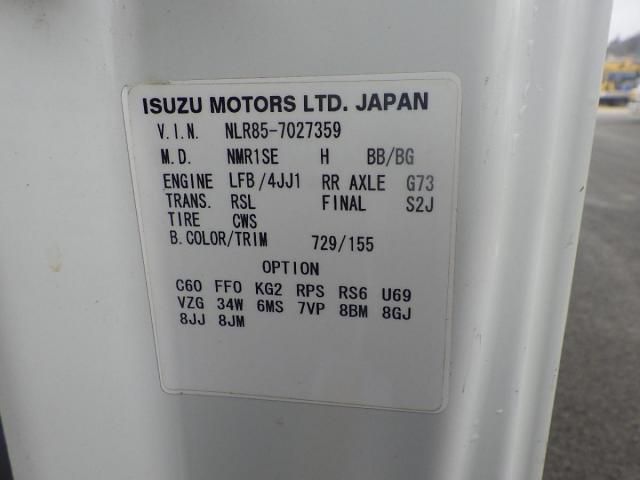 ISUZU MOTORS LTD. JAPAN
V.I.N. NLR85-7027359
M.D. NMR1SE H BB/BG
ENGINE LFB/4JJ1 RR AXLE G73
TRANS. RSL FINAL S2J
TIRE CWS
B.COLOR/TRIM 729/155
OPTION
C60 FF0 KG2 RPS RS6 U69
VZG 34W 6MS 7VP 8BM 8GJ
8JJ 8JM